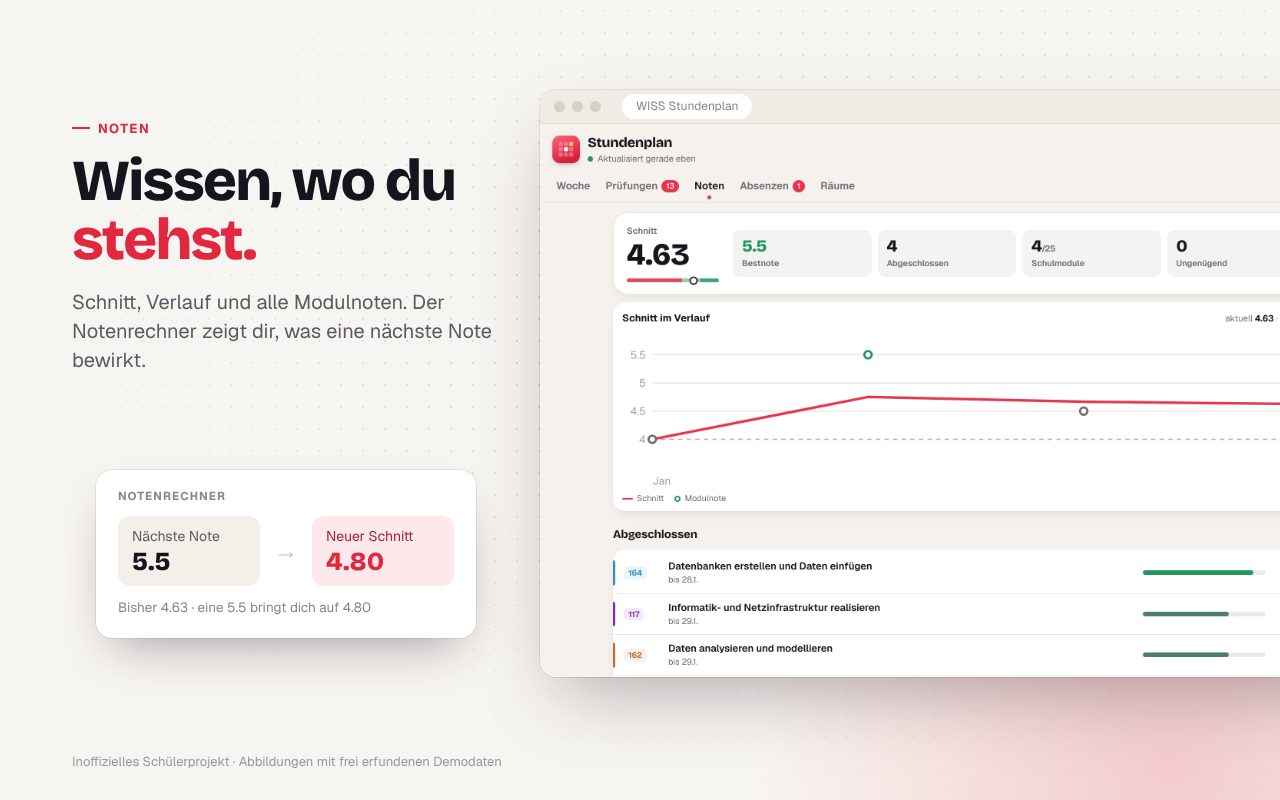 NOTEN
Wissen, wo du
stehst.
Schnitt, Verlauf und alle Modulnoten. Der
Notenrechner zeigt dir, was eine nächste Note
bewirkt.
NOTENRECHNER
Nächste Note
5.5
→
Neuer Schnitt
4.80
Bisher 4.63 · eine 5.5 bringt dich auf 4.80
Inoffizielles Schülerprojekt · Abbildungen mit frei erfundenen Demodaten
WISS Stundenplan
Stundenplan
Aktualisiert gerade eben
Woche Prüfungen 13 Noten Absenzen 1 Räume
Schnitt
4.63
5.5
Bestnote
4
Abgeschlossen
4/25
Schulmodule
0
Ungenügend
Schnitt im Verlauf
aktuell 4.63 ·
5.5
5
4.5
4
Jan
Schnitt Modulnote
Abgeschlossen
164 Datenbanken erstellen und Daten einfügen
bis 28.1.
117 Informatik- und Netzinfrastruktur realisieren
bis 29.1.
162 Daten analysieren und modellieren
bis 29.1.